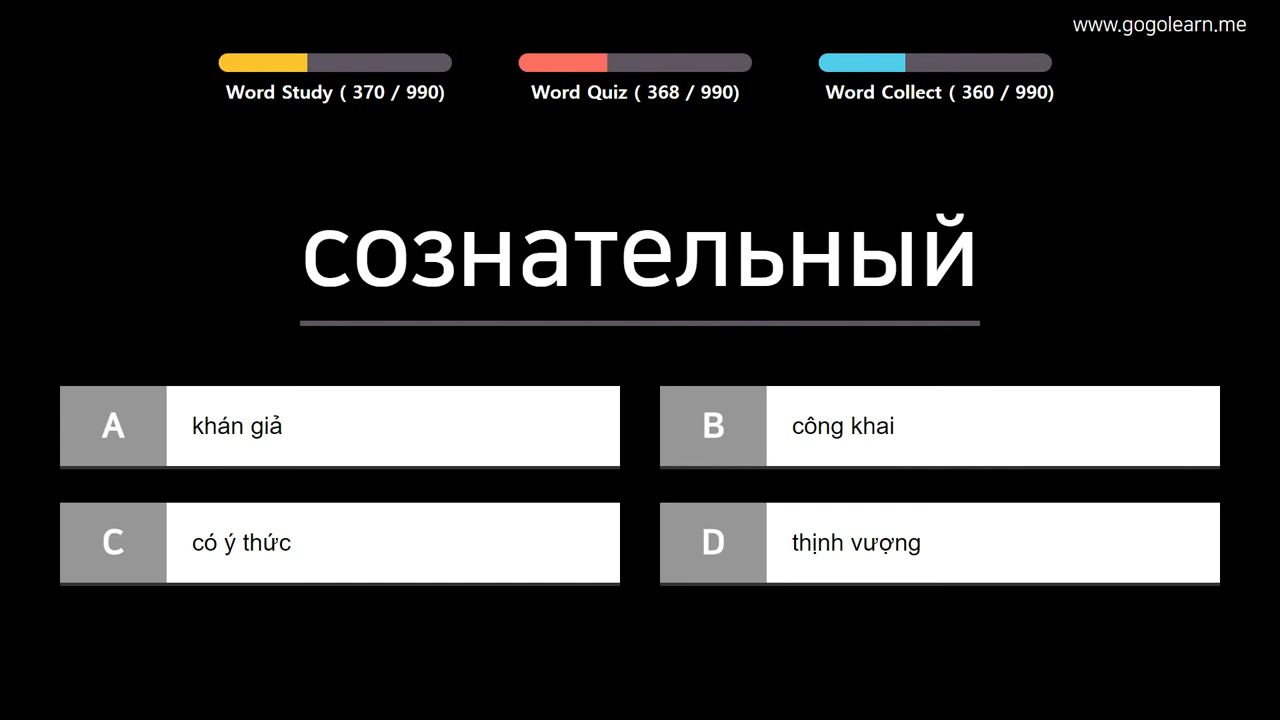 www.gogolearn.me
Word Study ( 370 / 990)
Word Quiz ( 368 / 990)
Word Collect ( 360 / 990)
сознательный
A khán giả
B công khai
C có ý thức
D thịnh vượng